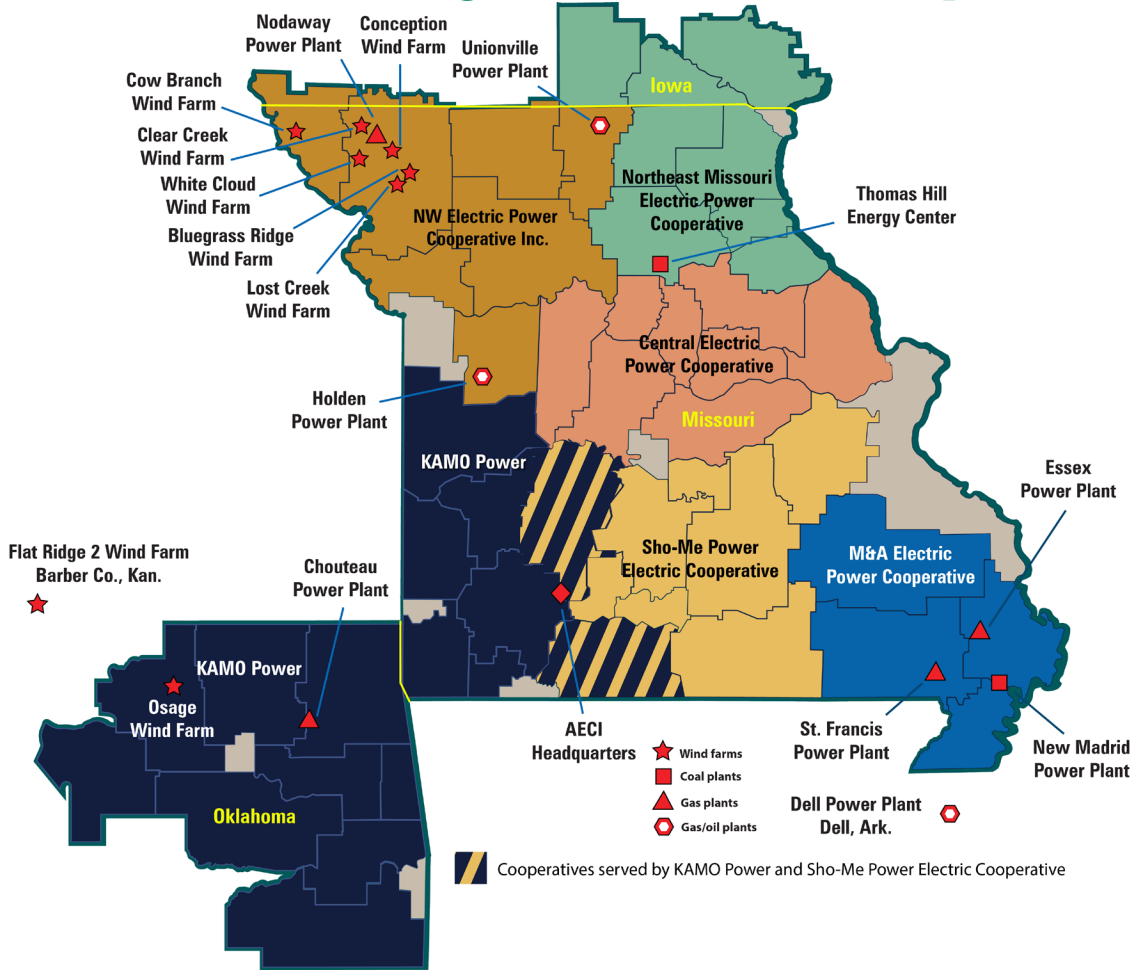 Nodaway
Power Plant
Conception
Wind Farm
Unionville
Power Plant
Cow Branch
Wind Farm
Clear Creek
Wind Farm
White Cloud
Wind Farm
Bluegrass Ridge
Wind Farm
Lost Creek
Wind Farm
Iowa
Northeast Missouri
Electric Power
Cooperative
Thomas Hill
Energy Center
NW Electric Power
Cooperative Inc.
Central Electric
Power Cooperative
Holden
Power Plant
Missouri
KAMO Power
Essex
Power Plant
Sho-Me Power
Electric Cooperative
M&A Electric
Power Cooperative
Flat Ridge 2 Wind Farm
Barber Co., Kan.
Chouteau
Power Plant
KAMO Power
Osage
Wind Farm
Oklahoma
AECI
Headquarters
St. Francis
Power Plant
New Madrid
Power Plant
Wind farms
Coal plants
Gas plants
Gas/oil plants
Dell Power Plant
Dell, Ark.
Cooperatives served by KAMO Power and Sho-Me Power Electric Cooperative